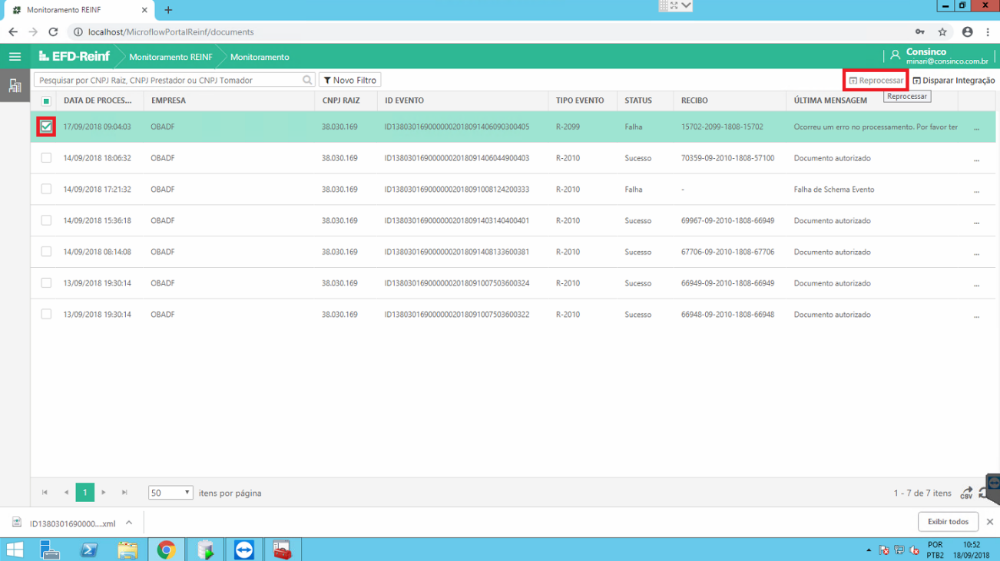 Monitoramento REINF
localhost/MicroflowPortalReinf/documents
EFD-Reinf Monitoramento REINF Monitoramento
Consinco
minari@consinco.com.br
Pesquisar por CNPJ Raiz, CNPJ Prestador ou CNPJ Tomador Novo Filtro Reprocessar Disparar Integração
Reprocessar
DATA DE PROCES... EMPRESA CNPJ RAIZ ID EVENTO TIPO EVENTO STATUS RECIBO ÚLTIMA MENSAGEM
17/09/2018 09:04:03 OBADF 38.030.169 ID1380301690000002018091406090300405 R-2099 Falha 15702-2099-1808-15702 Ocorreu um erro no processamento. Por favor ter ...
14/09/2018 18:06:32 OBADF 38.030.169 ID1380301690000002018091406044900403 R-2010 Sucesso 70359-09-2010-1808-57100 Documento autorizado ...
14/09/2018 17:21:32 OBADF 38.030.169 ID1380301690000002018091008124200333 R-2010 Falha - Falha de Schema Evento ...
14/09/2018 15:36:18 OBADF 38.030.169 ID1380301690000002018091403140400401 R-2010 Sucesso 69967-09-2010-1808-66949 Documento autorizado ...
14/09/2018 08:14:08 OBADF 38.030.169 ID1380301690000002018091408133600381 R-2010 Sucesso 67706-09-2010-1808-67706 Documento autorizado ...
13/09/2018 19:30:14 OBADF 38.030.169 ID1380301690000002018091007503600324 R-2010 Sucesso 66949-09-2010-1808-66949 Documento autorizado ...
13/09/2018 19:30:14 OBADF 38.030.169 ID1380301690000002018091007503600322 R-2010 Sucesso 66948-09-2010-1808-66948 Documento autorizado ...
1 50 itens por página 1 - 7 de 7 itens CSV
ID1380301690000....xml Exibir todos
POR 10:52
PTB2 18/09/2018